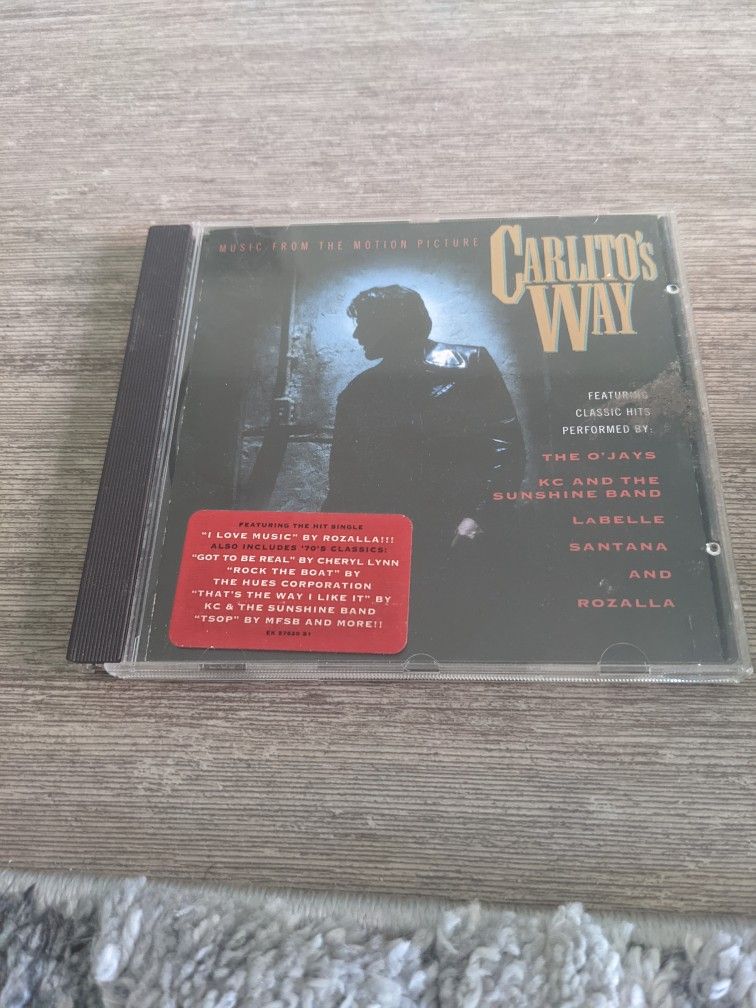 MUSIC FROM THE MOTION PICTURE
CARLITO'S
WAY
FEATURING
CLASSIC HITS
PERFORMED BY:
THE O'JAYS
KC AND THE
SUNSHINE BAND
LABELLE
SANTANA
AND
ROZALLA
FEATURING THE HIT SINGLE
"I LOVE MUSIC" BY ROZALLA!!!
ALSO INCLUDES '70'S CLASSICS:
"GOT TO BE REAL" BY CHERYL LYNN
"ROCK THE BOAT" BY
THE HUES CORPORATION
"THAT'S THE WAY I LIKE IT" BY
KC & THE SUNSHINE BAND
"TSOP" BY MFSB AND MORE!!